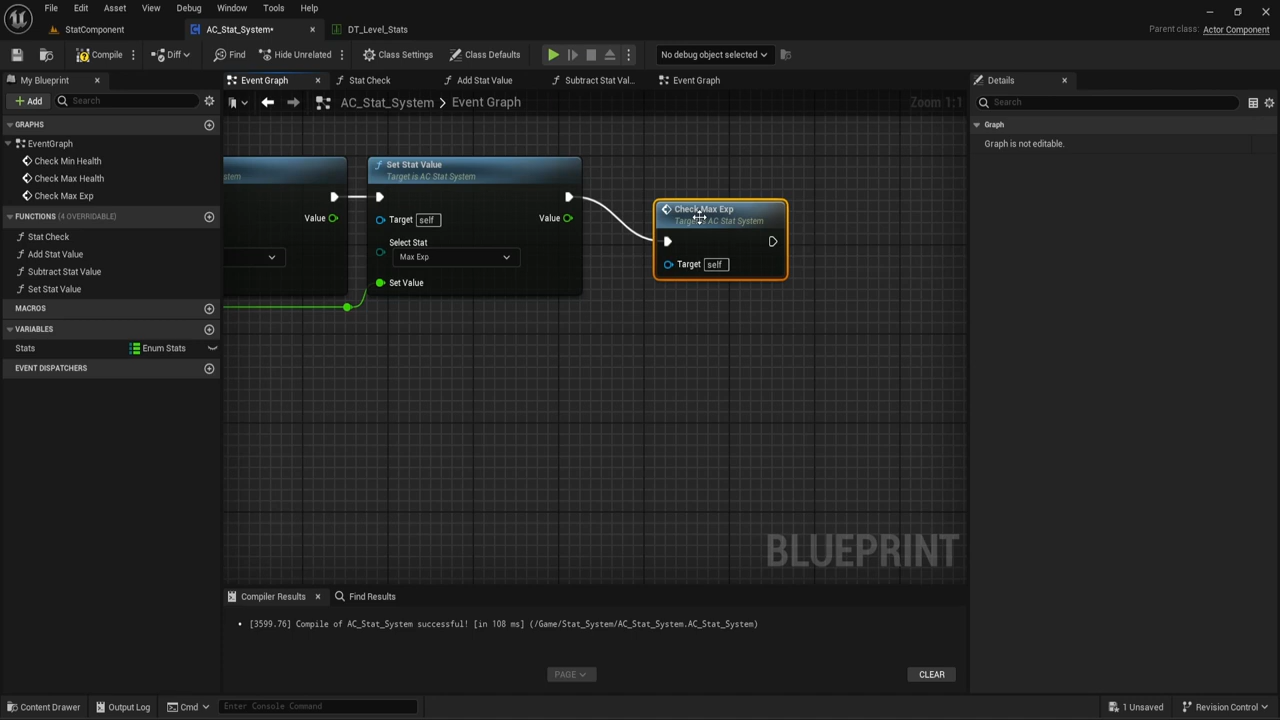 File Edit Asset View Debug Window Tools Help
StatComponent
AC_Stat_System*
DT_Level_Stats
Parent class: Actor Component
Compile
Diff
Find
Hide Unrelated
Class Settings
Class Defaults
No debug object selected
My Blueprint
Event Graph
Stat Check
Add Stat Value
Subtract Stat Val...
Event Graph
Details
Add
Search
AC_Stat_System > Event Graph
Zoom 1:1
Search
GRAPHS
Graph
EventGraph
Graph is not editable.
Check Min Health
Check Max Health
Check Max Exp
FUNCTIONS (4 OVERRIDABLE)
Stat Check
Add Stat Value
Subtract Stat Value
Set Stat Value
MACROS
VARIABLES
Stats
Enum Stats
EVENT DISPATCHERS
stem
Value
Set Stat Value
Target is AC Stat System
Target self
Value
Select Stat
Max Exp
Set Value
Check Max Exp
Target is AC Stat System
Target self
BLUEPRINT
Compiler Results
Find Results
[3599.76] Compile of AC_Stat_System successful! [in 108 ms] (/Game/Stat_System/AC_Stat_System.AC_Stat_System)
PAGE
CLEAR
Content Drawer
Output Log
Cmd
Enter Console Command
1 Unsaved
Revision Control